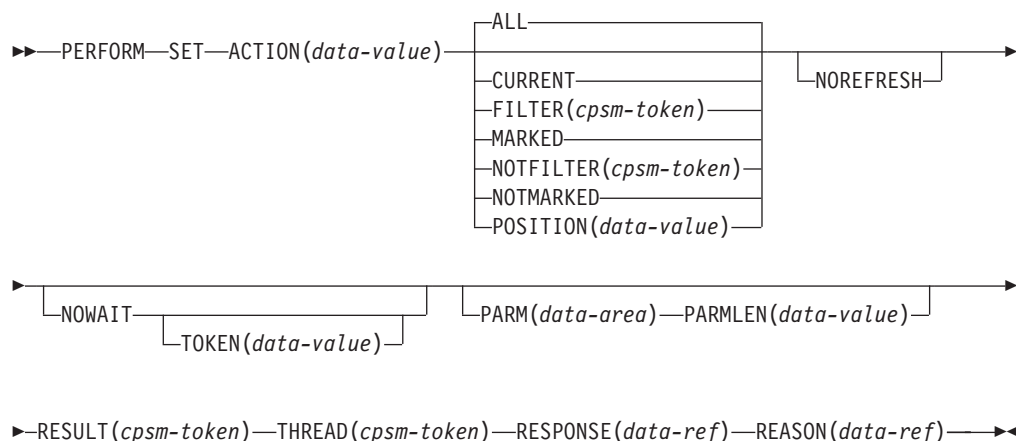 ALL
PERFORM SET ACTION(data-value)
CURRENT NOREFRESH
FILTER(cpsm-token)
MARKED
NOTFILTER(cpsm-token)
NOTMARKED
POSITION(data-value)
NOWAIT PARM(data-area) PARMLEN(data-value)
TOKEN(data-value)
RESULT(cpsm-token) THREAD(cpsm-token) RESPONSE(data-ref) REASON(data-ref)